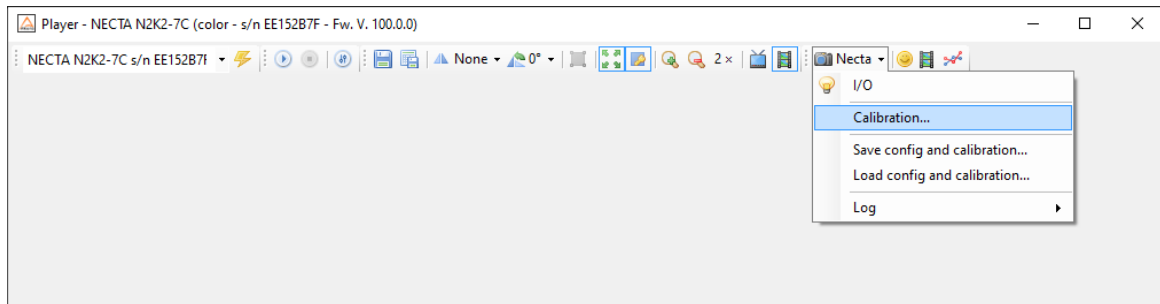 Player - NECTA N2K2-7C (color - s/n EE152B7F - Fw. V. 100.0.0)
NECTA N2K2-7C s/n EE152B7F None 0° 2 × Necta
I/O
Calibration...
Save config and calibration...
Load config and calibration...
Log